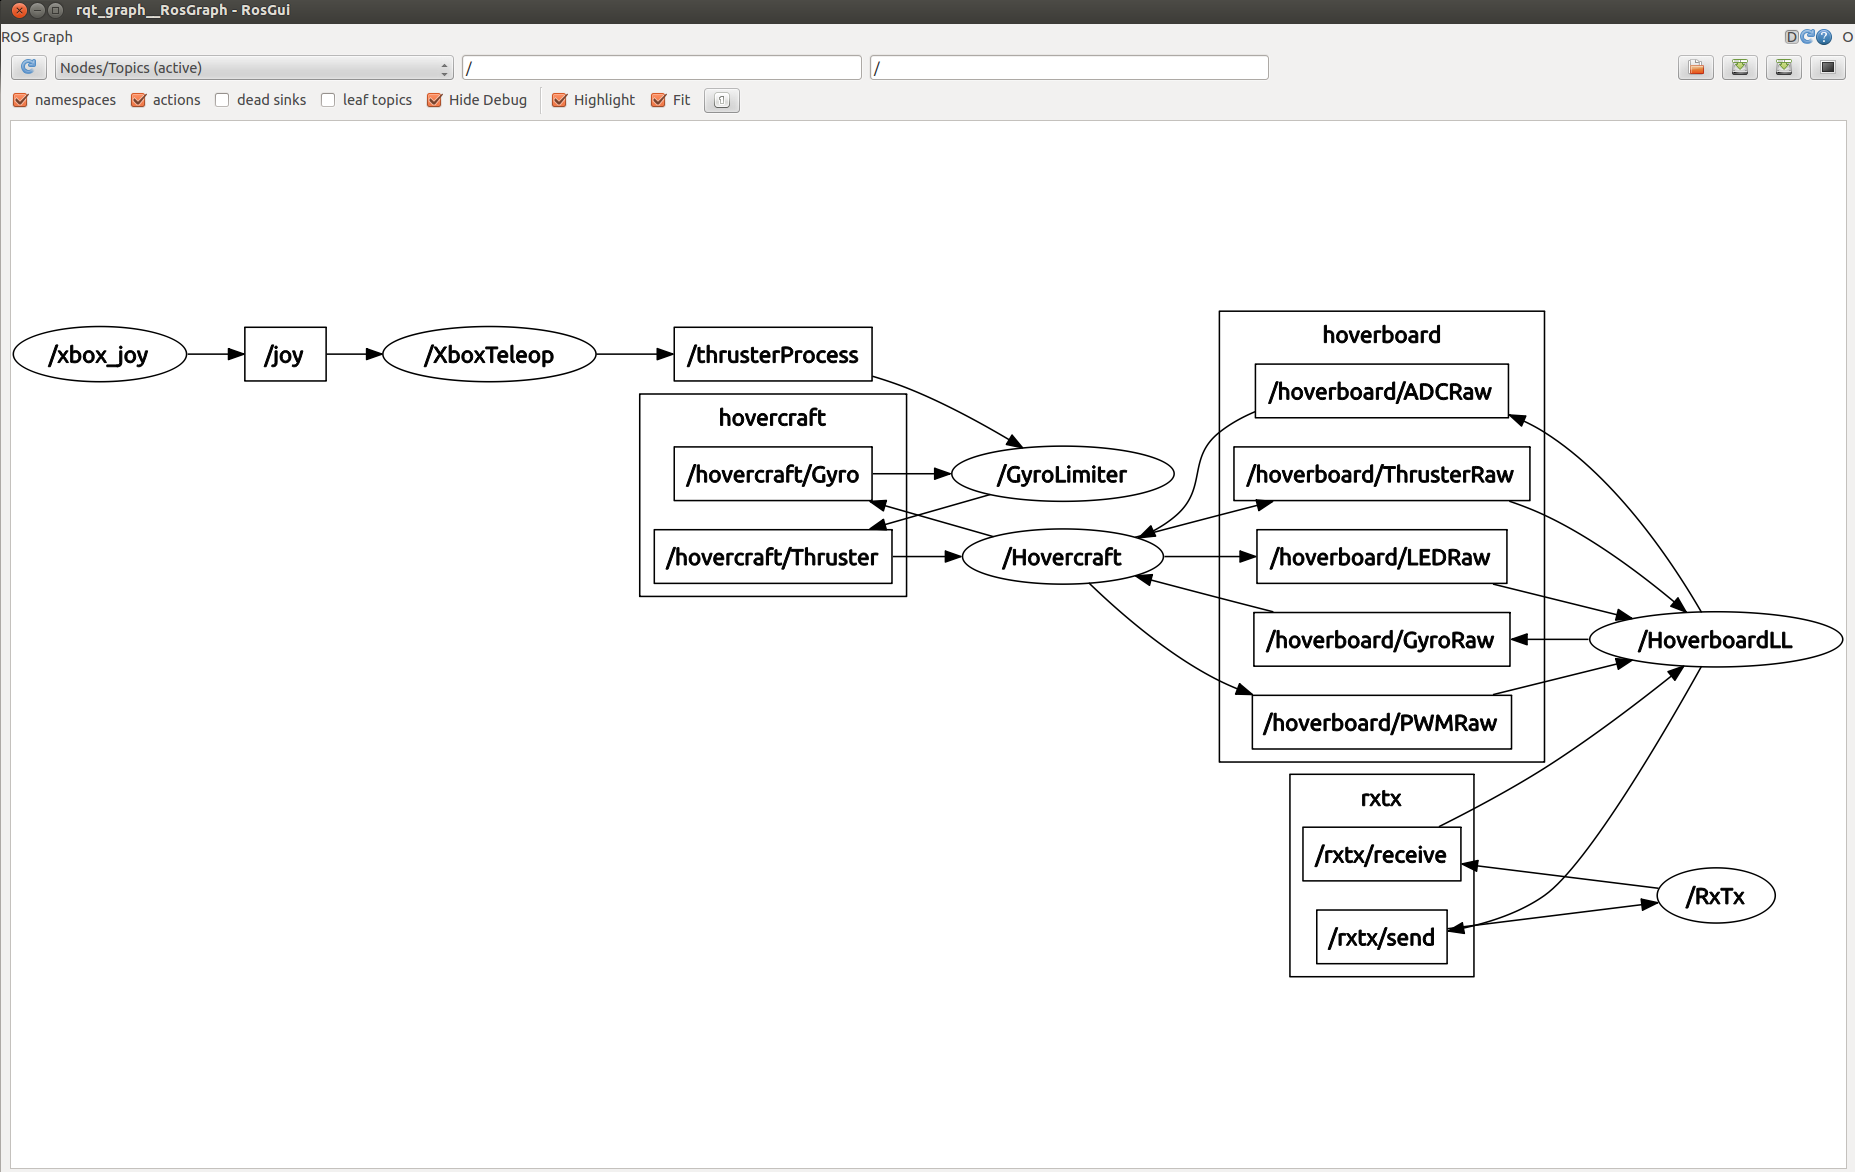 rqt_graph__RosGraph - RosGui
ROS Graph
D ? O
Nodes/Topics (active) / /
namespaces actions dead sinks leaf topics Hide Debug Highlight Fit
hoverboard
/xbox_joy /joy /XboxTeleop /thrusterProcess
/hoverboard/ADCRaw
hovercraft
/hovercraft/Gyro /GyroLimiter /hoverboard/ThrusterRaw
/hovercraft/Thruster /Hovercraft /hoverboard/LEDRaw
/hoverboard/GyroRaw /HoverboardLL
/hoverboard/PWMRaw
rxtx
/rxtx/receive
/RxTx
/rxtx/send